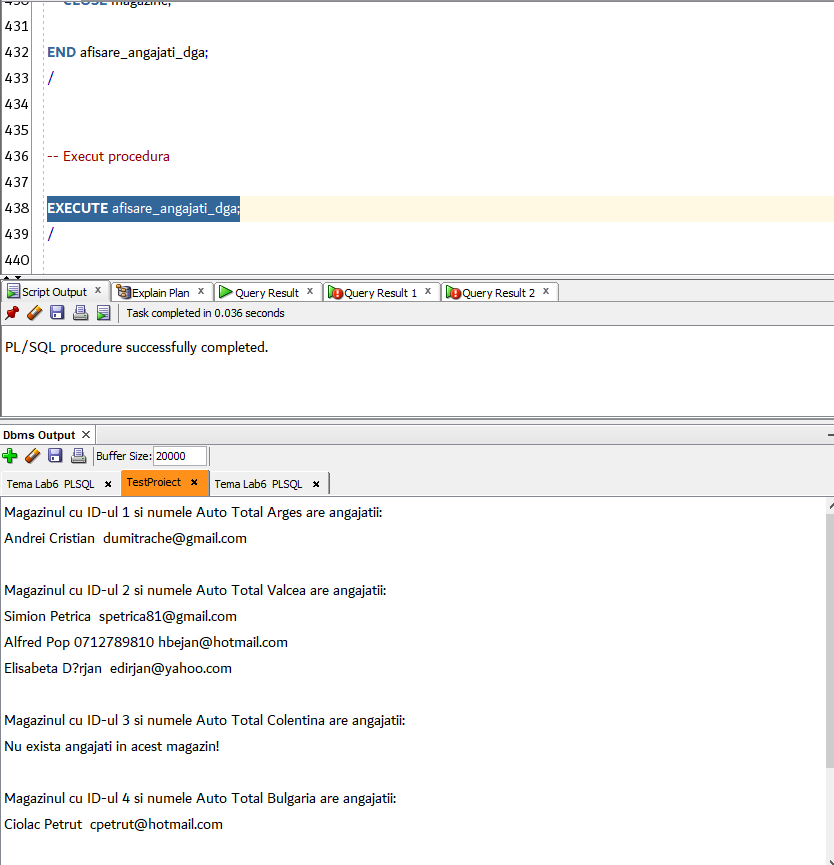 430 CLOSE magazine;
431
432 END afisare_angajati_dga;
433 /
434
435
436 -- Execut procedura
437
438 EXECUTE afisare_angajati_dga;
439 /
440
Script Output x Explain Plan x Query Result x Query Result 1 x Query Result 2 x
Task completed in 0.036 seconds
PL/SQL procedure successfully completed.
Dbms Output ×
Buffer Size: 20000
Tema Lab6 PLSQL × TestProiect × Tema Lab6 PLSQL ×
Magazinul cu ID-ul 1 si numele Auto Total Arges are angajatii:
Andrei Cristian  dumitrache@gmail.com
Magazinul cu ID-ul 2 si numele Auto Total Valcea are angajatii:
Simion Petrica  spetrica81@gmail.com
Alfred Pop 0712789810 hbejan@hotmail.com
Elisabeta D?rjan  edirjan@yahoo.com
Magazinul cu ID-ul 3 si numele Auto Total Colentina are angajatii:
Nu exista angajati in acest magazin!
Magazinul cu ID-ul 4 si numele Auto Total Bulgaria are angajatii:
Ciolac Petrut  cpetrut@hotmail.com